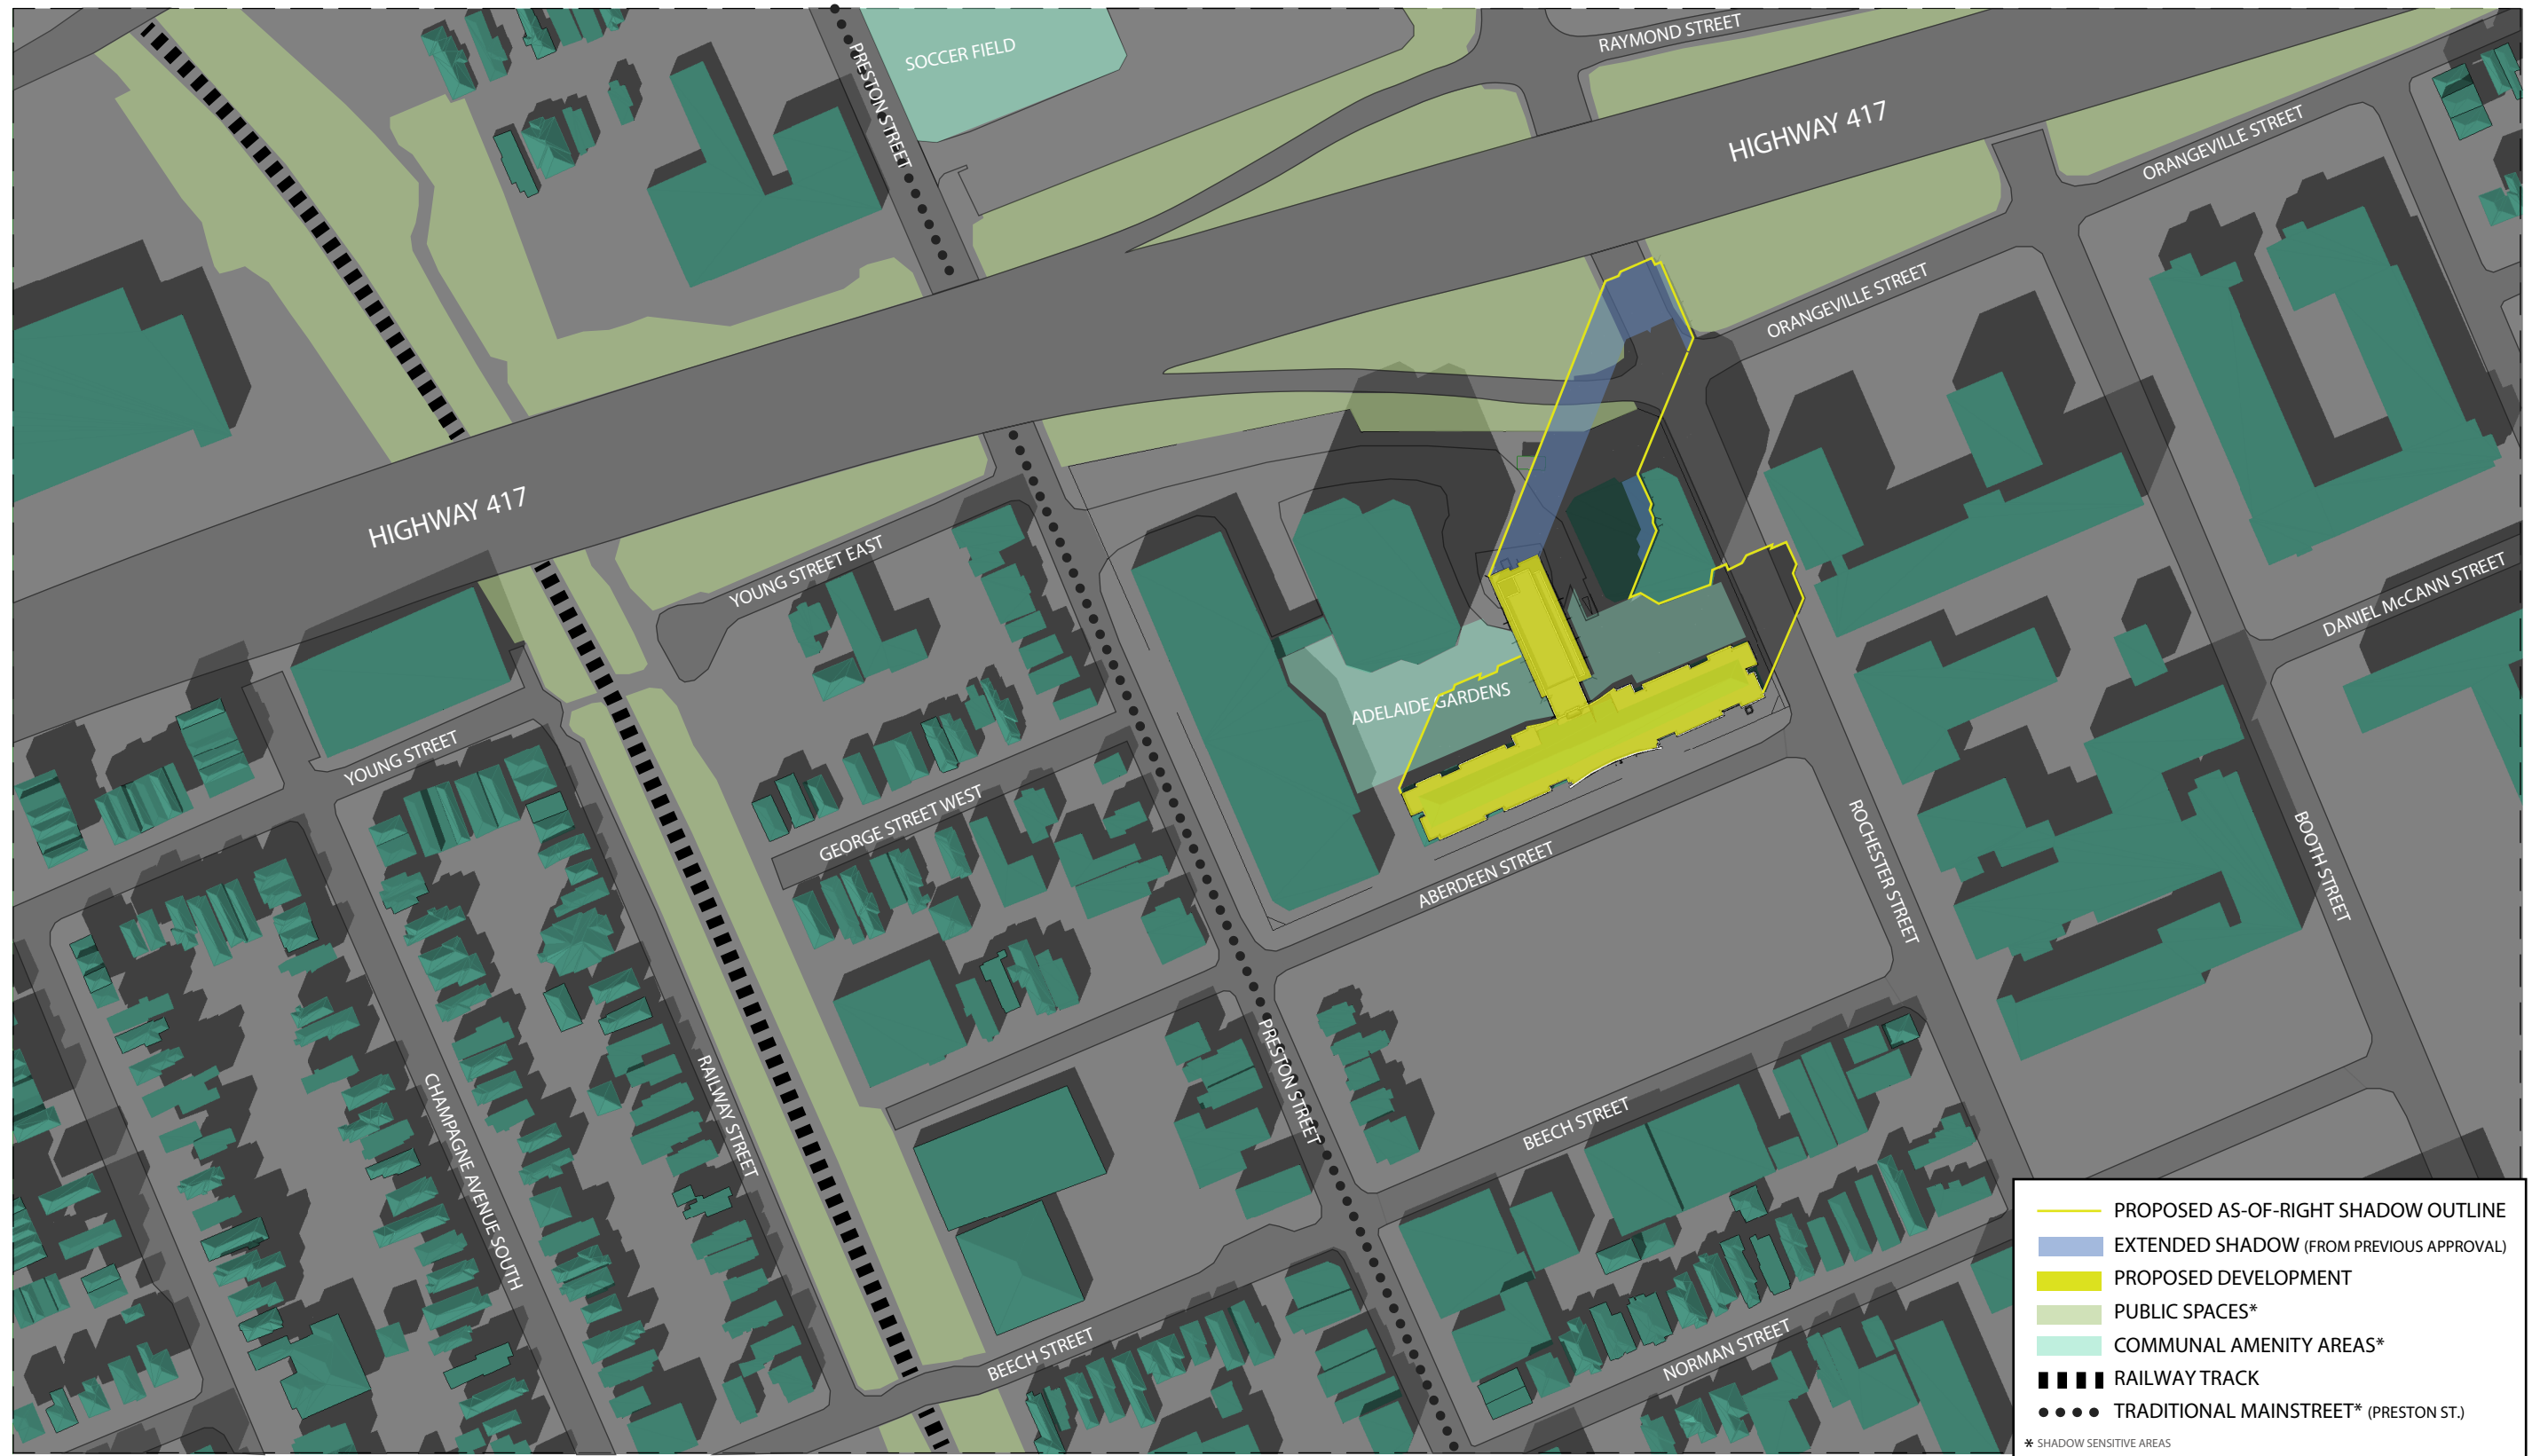 RAYMOND STREET
SOCCER FIELD
PRESTON STREET
HIGHWAY 417
ORANGEVILLE STREET
ORANGEVILLE STREET
HIGHWAY 417
YOUNG STREET EAST
DANIEL McCANN STREET
ADELAIDE GARDENS
YOUNG STREET
GEORGE STREET WEST
ABERDEEN STREET
ROCHESTER STREET
BOOTH STREET
PRESTON STREET
RAILWAY STREET
CHAMPAGNE AVENUE SOUTH
BEECH STREET
BEECH STREET
NORMAN STREET
PROPOSED AS-OF-RIGHT SHADOW OUTLINE
EXTENDED SHADOW (FROM PREVIOUS APPROVAL)
PROPOSED DEVELOPMENT
PUBLIC SPACES*
COMMUNAL AMENITY AREAS*
RAILWAY TRACK
TRADITIONAL MAINSTREET* (PRESTON ST.)
* SHADOW SENSITIVE AREAS